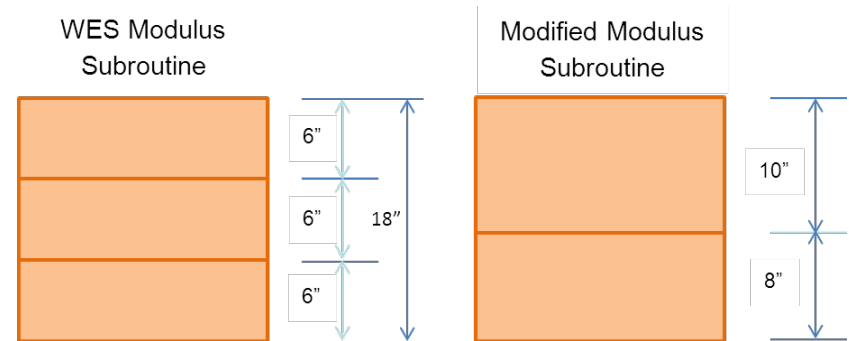 WES Modulus
Subroutine
6”
6”
18”
6”
Modified Modulus
Subroutine
10”
8”